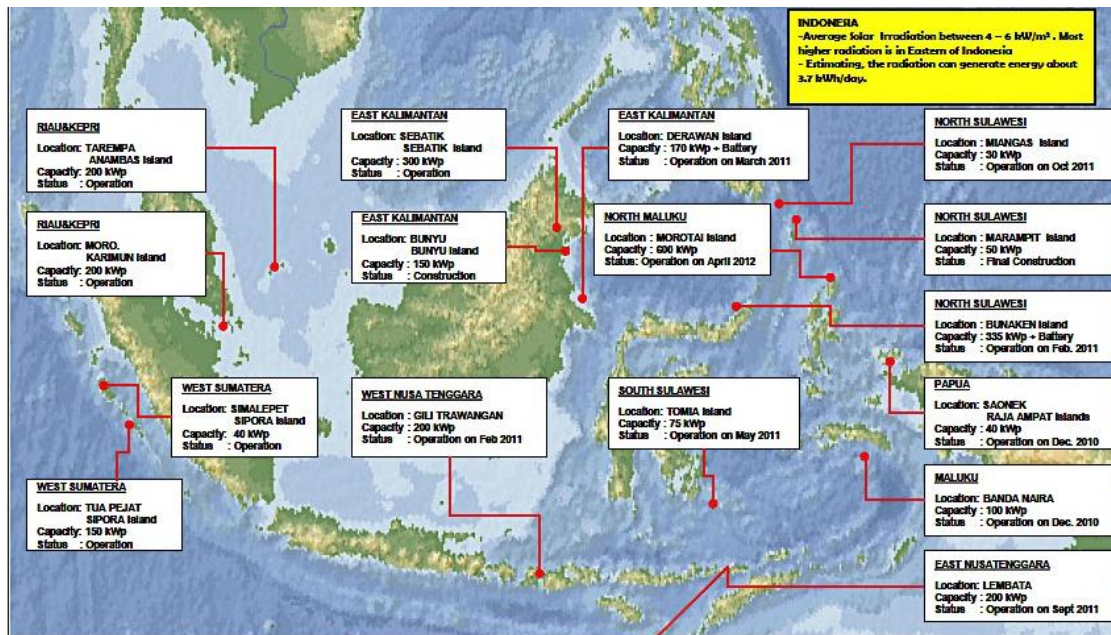 INDONESIA
-Average Solar Irradiation between 4 – 6 kW/m² . Most
higher radiation is in Eastern of Indonesia
- Estimating, the radiation can generate energy about
3.7 kWh/day.
RIAU&KEPRI
Location: TAREMPA
ANAMBAS Island
Capacity: 200 kWp
Status : Operation
EAST KALIMANTAN
Location: SEBATIK
SEBATIK Island
Capacity : 300 kWp
Status : Operation
EAST KALIMANTAN
Location: DERAWAN Island
Capacity : 170 kWp + Battery
Status : Operation on March 2011
NORTH SULAWESI
Location : MIANGAS Island
Capacity : 30 kWp
Status : Operation on Oct 2011
RIAU&KEPRI
Location: MORO.
KARIMUN Island
Capacity: 200 kWp
Status : Operation
EAST KALIMANTAN
Location: BUNYU
BUNYU Island
Capacity : 150 kWp
Status : Construction
NORTH MALUKU
Location : MOROTAI Island
Capacity : 600 kWp
Status: Operation on April 2012
NORTH SULAWESI
Location : MARAMPIT Island
Capacity : 50 kWp
Status : Final Construction
NORTH SULAWESI
Location : BUNAKEN Island
Capacity : 335 kWp + Battery
Status : Operation on Feb. 2011
WEST SUMATERA
Location: SIMALEPET
SIPORA Island
Capacity: 40 kWp
Status : Operation
WEST NUSA TENGGARA
Location : GILI TRAWANGAN
Capacity : 200 kWp
Status : Operation on Feb 2011
SOUTH SULAWESI
Location : TOMIA Island
Capacity : 75 kWp
Status : Operation on May 2011
PAPUA
Location : SAONEK
RAJA AMPAT Islands
Capacity : 40 kWp
Status : Operation on Dec. 2010
WEST SUMATERA
Location: TUA PEJAT
SIPORA Island
Capacity: 150 kWp
Status : Operation
MALUKU
Location : BANDA NAIRA
Capacity : 100 kWp
Status : Operation on Dec. 2010
EAST NUSATENGGARA
Location : LEMBATA
Capacity : 200 kWp
Status : Operation on Sept 2011